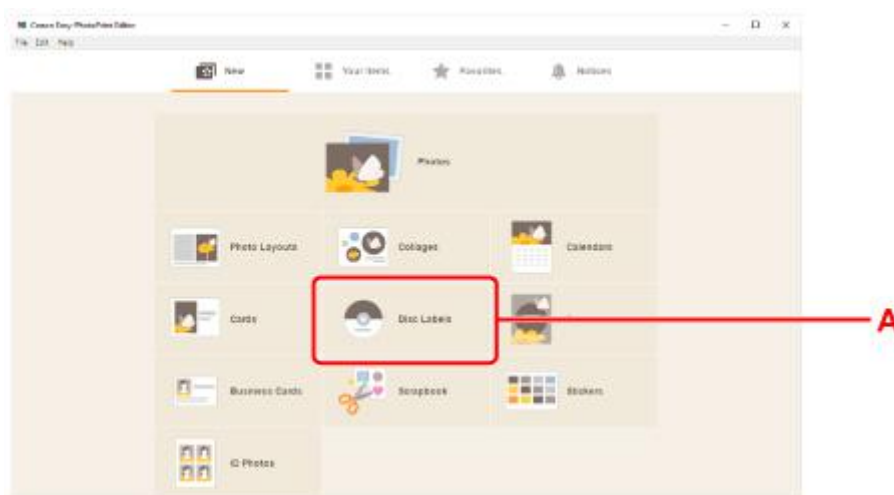 Canon Easy-PhotoPrint Editor
File Edit Help
New Your Items Favorites Notices
Photos
Photo Layouts Collages Calendars
Cards Disc Labels
A
Business Cards Scrapbook Stickers
ID Photos